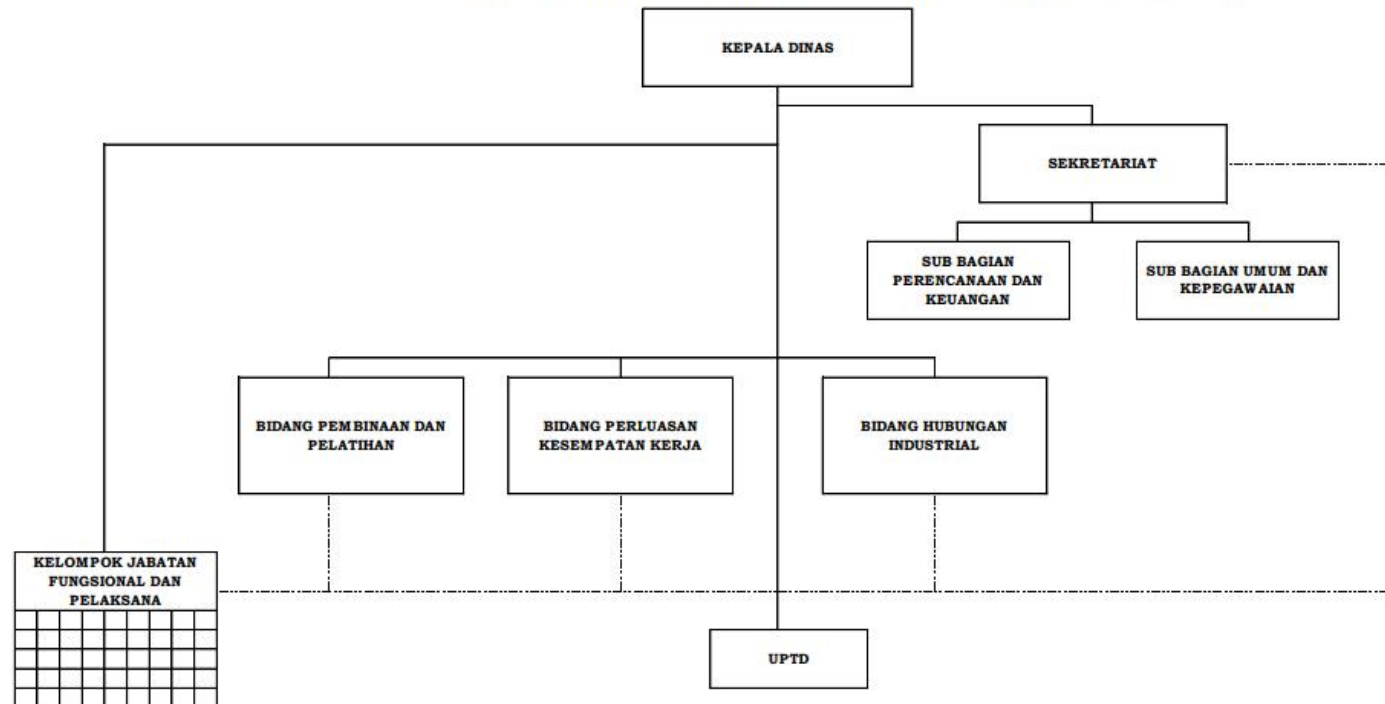 KEPALA DINAS
SEKRETARIAT
SUB BAGIAN
PERENCANAAN DAN
KEUANGAN
SUB BAGIAN UMUM DAN
KEPEGAWAIAN
BIDANG PEMBINAAN DAN
PELATIHAN
BIDANG PERLUASAN
KESEMPATAN KERJA
BIDANG HUBUNGAN
INDUSTRIAL
KELOMPOK JABATAN
FUNGSIONAL DAN
PELAKSANA
UPTD